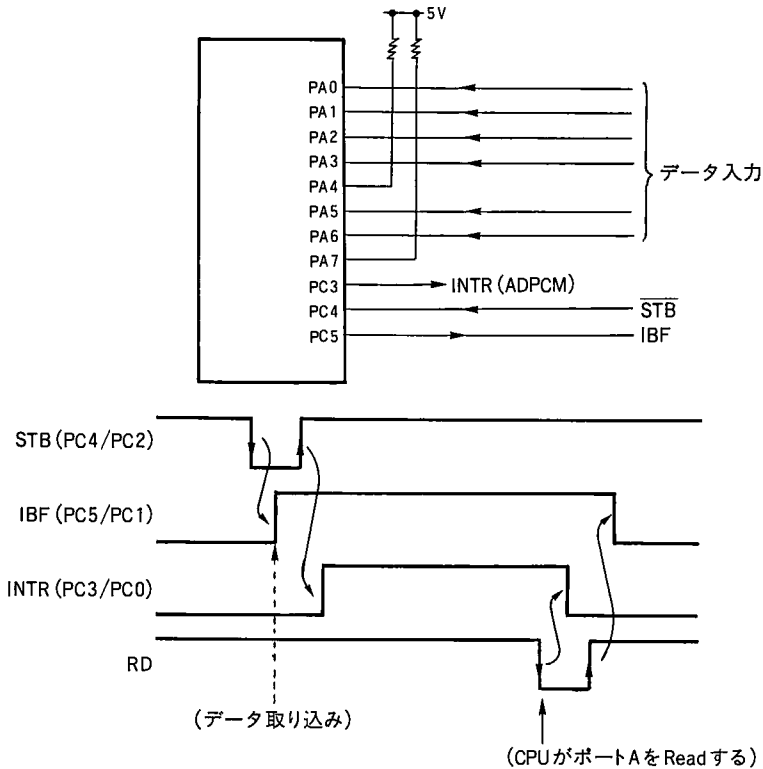 5V
PA0
PA1
PA2
PA3
データ入力
PA4
PA5
PA6
PA7
PC3
INTR(ADPCM)
PC4
STB
PC5
IBF
STB(PC4/PC2)
IBF(PC5/PC1)
INTR(PC3/PC0)
RD
(データ取り込み)
(CPUがポートAをReadする)